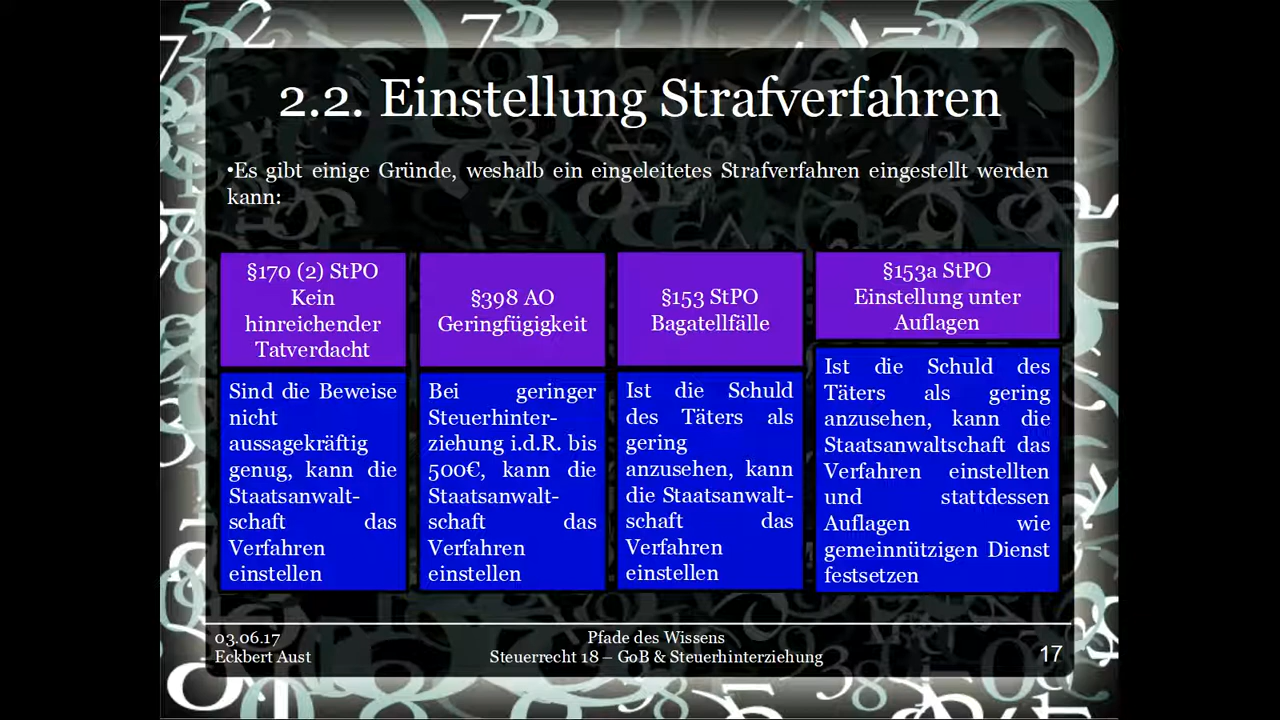 2.2. Einstellung Strafverfahren
•Es gibt einige Gründe, weshalb ein eingeleitetes Strafverfahren eingestellt werden
kann:
§170 (2) StPO
Kein
hinreichender
Tatverdacht
Sind die Beweise
nicht
aussagekräftig
genug, kann die
Staatsanwalt-
schaft das
Verfahren
einstellen
§398 AO
Geringfügigkeit
Bei geringer
Steuerhinter-
ziehung i.d.R. bis
500€, kann die
Staatsanwalt-
schaft das
Verfahren
einstellen
§153 StPO
Bagatellfälle
Ist die Schuld
des Täters als
gering
anzusehen, kann
die Staatsanwalt-
schaft das
Verfahren
einstellen
§153a StPO
Einstellung unter
Auflagen
Ist die Schuld des
Täters als gering
anzusehen, kann die
Staatsanwaltschaft das
Verfahren einstellten
und stattdessen
Auflagen wie
gemeinnützigen Dienst
festsetzen
03.06.17
Eckbert Aust
Pfade des Wissens
Steuerrecht 18 – GoB & Steuerhinterziehung
17